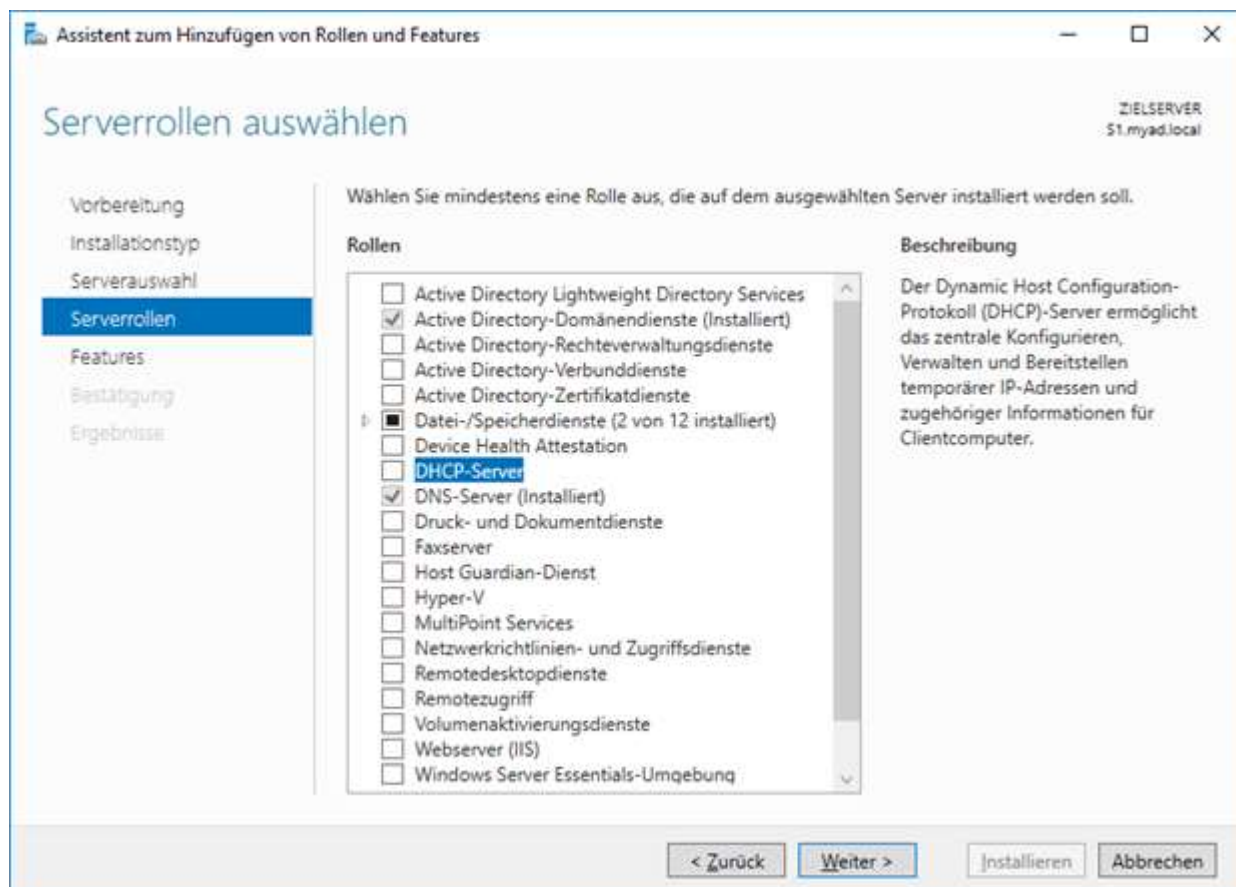 Assistent zum Hinzufügen von Rollen und Features
Serverrollen auswählen
ZIELSERVER
S1.myad.local
Vorbereitung
Installationstyp
Serverauswahl
Serverrollen
Features
Bestätigung
Ergebnisse
Wählen Sie mindestens eine Rolle aus, die auf dem ausgewählten Server installiert werden soll.
Rollen
Active Directory Lightweight Directory Services
Active Directory-Domänendienste (Installiert)
Active Directory-Rechteverwaltungsdienste
Active Directory-Verbunddienste
Active Directory-Zertifikatdienste
Datei-/Speicherdienste (2 von 12 installiert)
Device Health Attestation
DHCP-Server
DNS-Server (Installiert)
Druck- und Dokumentdienste
Faxserver
Host Guardian-Dienst
Hyper-V
MultiPoint Services
Netzwerkrichtlinien- und Zugriffsdienste
Remotedesktopdienste
Remotezugriff
Volumenaktivierungsdienste
Webserver (IIS)
Windows Server Essentials-Umgebung
Beschreibung
Der Dynamic Host Configuration-
Protokoll (DHCP)-Server ermöglicht
das zentrale Konfigurieren,
Verwalten und Bereitstellen
temporärer IP-Adressen und
zugehöriger Informationen für
Clientcomputer.
< Zurück
Weiter >
Installieren
Abbrechen